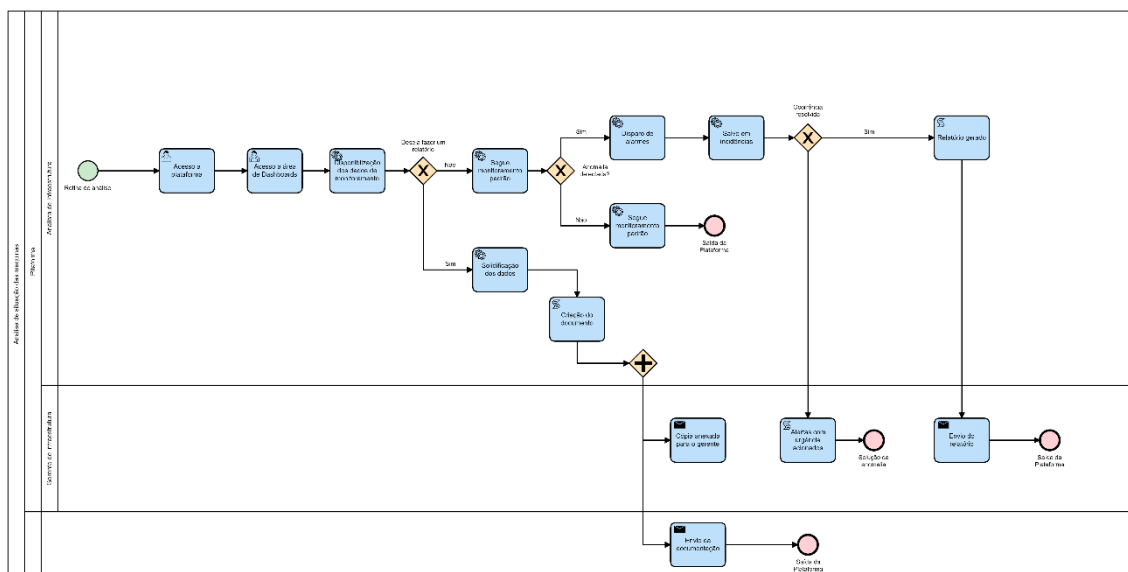 Análise de situação das máquinas
Plataforma
Analista de infraestrutura
Gerente de infraestrutura
Rotina de análise
Acesso a
plataforma
Acesso a área
de Dashboards
Disponibilização
dos dados de
monitoramento
Deseja fazer um
relatório
Não
Sim
Segue
monitoramento
padrão
Anomalia
detectada?
Sim
Não
Disparo de
alarmes
Salvo em
incidências
Ocorrência
resolvida
Sim
Relatório gerado
Segue
monitoramento
padrão
Saída da
Plataforma
Solidificação
dos dados
Criação do
documento
Copia anexada
para o gerente
Alertas com
urgência
acionados
Solução da
anomalia
Envio do
relatório
Saída da
Plataforma
Envio da
documentação
Saída da
Plataforma